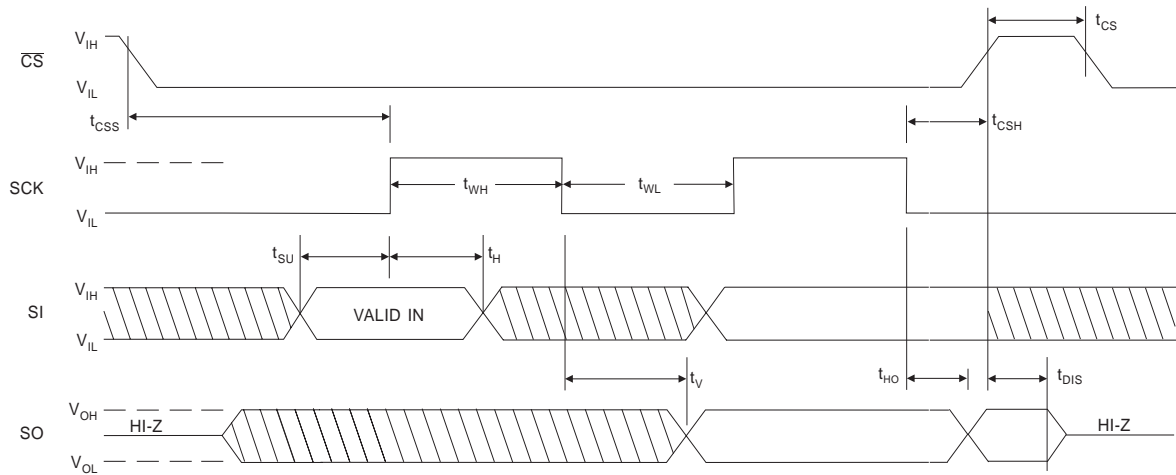 tCS
VIH
CS
VIL
tCSS
tCSH
VIH
SCK
tWH
tWL
VIL
tSU
tH
VIH
SI
VALID IN
VIL
tV
tHO
tDIS
VOH
SO
HI-Z
HI-Z
VOL